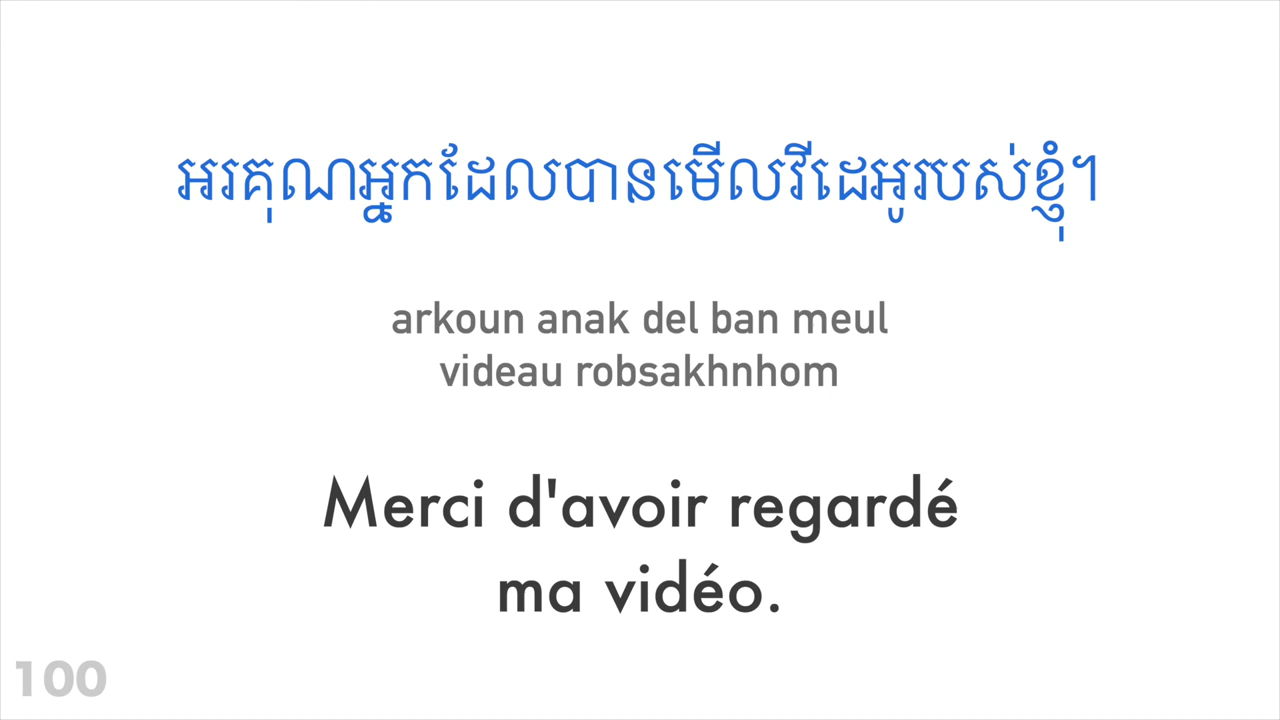 អរគុណអ្នកដែលបានមើលវីដេអូរបស់ខ្ញុំ។
arkoun anak del ban meul
videau robsakhnhom
Merci d'avoir regardé
ma vidéo.
100